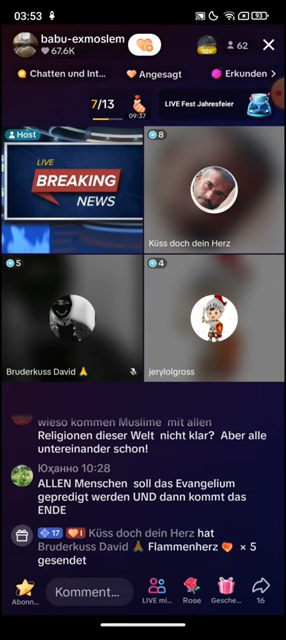 03:53
93
babu-exmoslem
67.6K
62
Chatten und Int...
Angesagt
Erkunden
7/13
09:37
LIVE Fest Jahresfeier
Host
LIVE
BREAKING
NEWS
8
Küss doch dein Herz
5
Bruderkuss David 🙏
4
jerylolgross
wieso kommen Muslime mit allen
Religionen dieser Welt nicht klar? Aber alle
untereinander schon!
Юҳанно 10:28
ALLEN Menschen soll das Evangelium
gepredigt werden UND dann kommt das
ENDE
17 I Küss doch dein Herz hat
Bruderkuss David 🙏 Flammenherz × 5
gesendet
Abonn...
Komment...
LIVE mi...
Rose
Gesche...
16